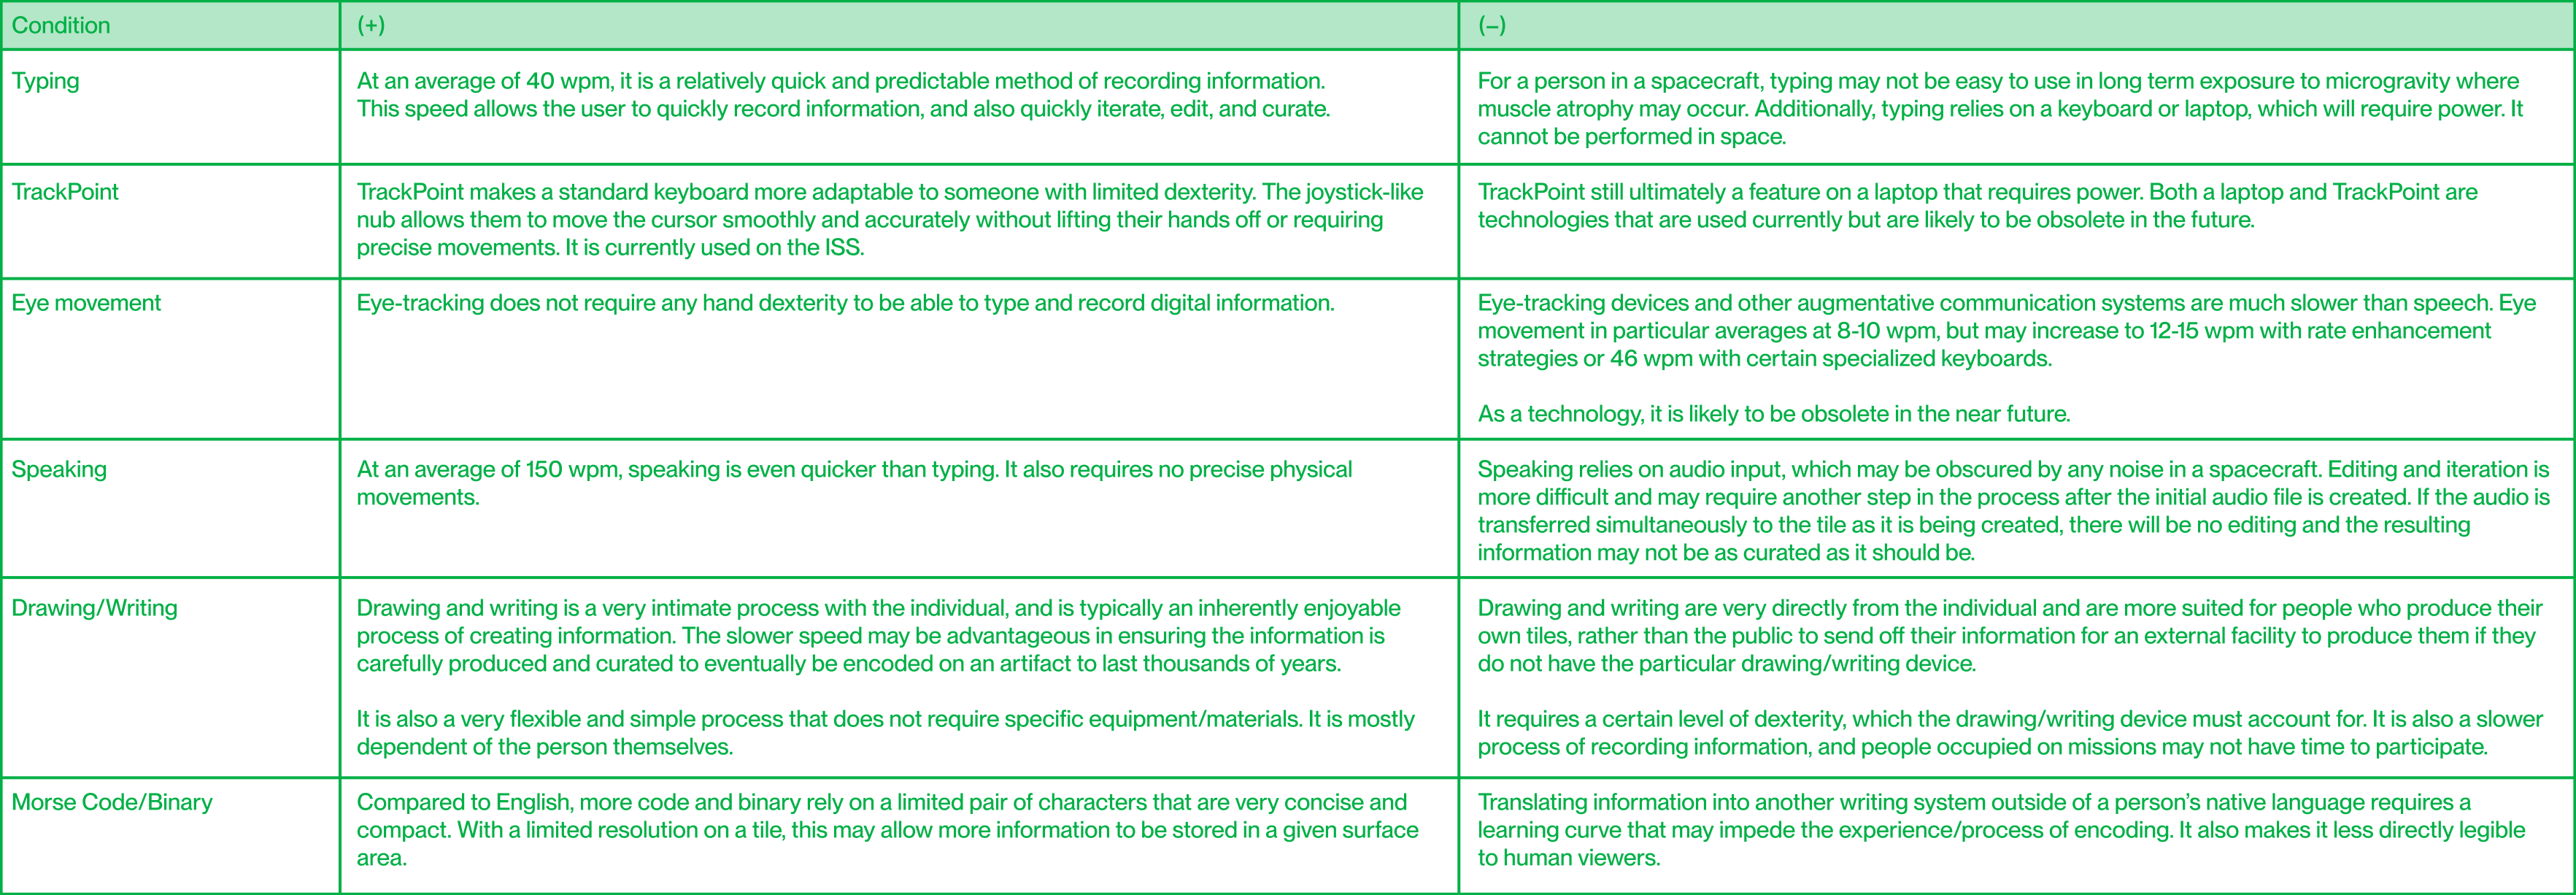 Condition
(+)
(–)
Typing
At an average of 40 wpm, it is a relatively quick and predictable method of recording information.
This speed allows the user to quickly record information, and also quickly iterate, edit, and curate.
For a person in a spacecraft, typing may not be easy to use in long term exposure to microgravity where
muscle atrophy may occur. Additionally, typing relies on a keyboard or laptop, which will require power. It
cannot be performed in space.
TrackPoint
TrackPoint makes a standard keyboard more adaptable to someone with limited dexterity. The joystick-like
nub allows them to move the cursor smoothly and accurately without lifting their hands off or requiring
precise movements. It is currently used on the ISS.
TrackPoint still ultimately a feature on a laptop that requires power. Both a laptop and TrackPoint are
technologies that are used currently but are likely to be obsolete in the future.
Eye movement
Eye-tracking does not require any hand dexterity to be able to type and record digital information.
Eye-tracking devices and other augmentative communication systems are much slower than speech. Eye
movement in particular averages at 8-10 wpm, but may increase to 12-15 wpm with rate enhancement
strategies or 46 wpm with certain specialized keyboards.
As a technology, it is likely to be obsolete in the near future.
Speaking
At an average of 150 wpm, speaking is even quicker than typing. It also requires no precise physical
movements.
Speaking relies on audio input, which may be obscured by any noise in a spacecraft. Editing and iteration is
more difficult and may require another step in the process after the initial audio file is created. If the audio is
transferred simultaneously to the tile as it is being created, there will be no editing and the resulting
information may not be as curated as it should be.
Drawing/Writing
Drawing and writing is a very intimate process with the individual, and is typically an inherently enjoyable
process of creating information. The slower speed may be advantageous in ensuring the information is
carefully produced and curated to eventually be encoded on an artifact to last thousands of years.
It is also a very flexible and simple process that does not require specific equipment/materials. It is mostly
dependent of the person themselves.
Drawing and writing are very directly from the individual and are more suited for people who produce their
own tiles, rather than the public to send off their information for an external facility to produce them if they
do not have the particular drawing/writing device.
It requires a certain level of dexterity, which the drawing/writing device must account for. It is also a slower
process of recording information, and people occupied on missions may not have time to participate.
Morse Code/Binary
Compared to English, more code and binary rely on a limited pair of characters that are very concise and
compact. With a limited resolution on a tile, this may allow more information to be stored in a given surface
area.
Translating information into another writing system outside of a person’s native language requires a
learning curve that may impede the experience/process of encoding. It also makes it less directly legible
to human viewers.